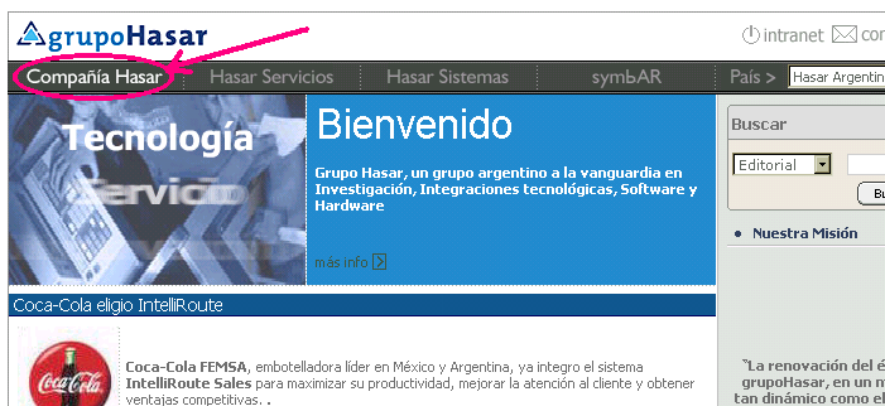 grupoHasar
intranet
Compañía Hasar
Hasar Servicios
Hasar Sistemas
symbAR
País >
Hasar Argentin
Tecnología
Servicio
Bienvenido
Grupo Hasar, un grupo argentino a la vanguardia en
Investigación, Integraciones tecnológicas, Software y
Hardware
más info
Buscar
Editorial
Nuestra Misión
Coca-Cola eligio IntelliRoute
Coca-Cola
Coca-Cola FEMSA, embotelladora líder en México y Argentina, ya integro el sistema
IntelliRoute Sales para maximizar su productividad, mejorar la atención al cliente y obtener
ventajas competitivas. .
"La renovación del é
grupoHasar, en un m
tan dinámico como el